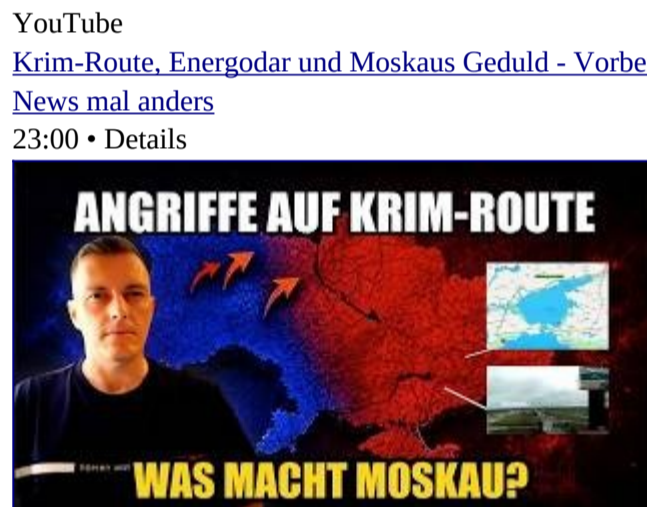 YouTube
Krim-Route, Energodar und Moskaus Geduld - Vorbe
News mal anders
23:00 • Details
ANGRIFFE AUF KRIM-ROUTE
WAS MACHT MOSKAU?